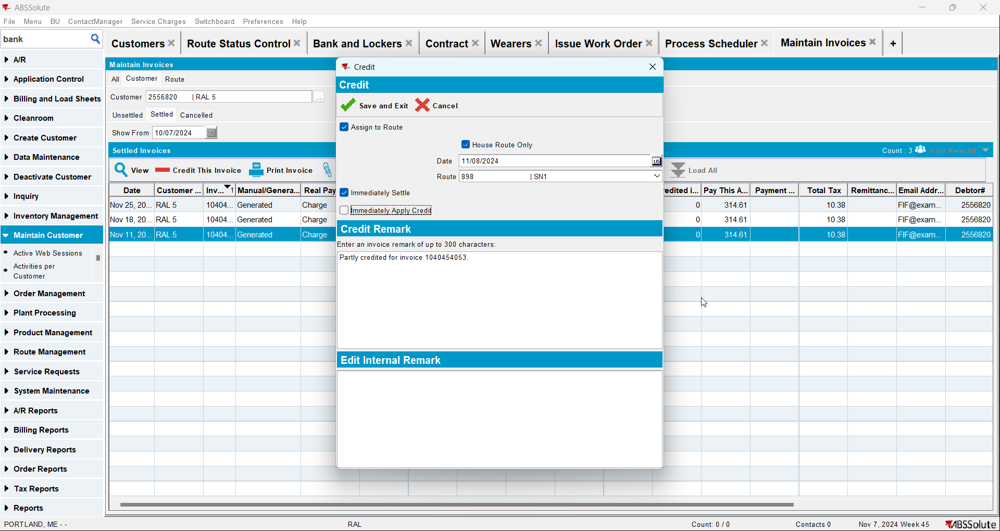 ABSSolute
File Menu BU ContactManager Service Charges Switchboard Preferences Help
bank
Customers Route Status Control Bank and Lockers Contract Wearers Issue Work Order Process Scheduler Maintain Invoices +
A/R
Application Control
Billing and Load Sheets
Cleanroom
Create Customer
Data Maintenance
Deactivate Customer
Inquiry
Inventory Management
Maintain Customer
Active Web Sessions
Activities per
Customer
Order Management
Plant Processing
Product Management
Route Management
Service Requests
System Maintenance
A/R Reports
Billing Reports
Delivery Reports
Order Reports
Tax Reports
Reports
Maintain Invoices
All Customer Route
Customer 2556820 | RAL 5 ...
Unsettled Settled Cancelled
Show From 10/07/2024 16
Settled Invoices Count : 3 Grid View All
View Credit This Invoice Print Invoice Load All
Date Customer ... Inv... 1 Manual/Genera... Real Pay redited i... Pay This A... Payment ... Total Tax Remittanc... Email Addr... Debtor#
Nov 25, 20... RAL 5 10404... Generated Charge 0 314.61 10.38 FIF@exam... 2556820
Nov 18, 20... RAL 5 10404... Generated Charge 0 314.61 10.38 FIF@exam... 2556820
Nov 11, 20... RAL 5 10404... Generated Charge 0 314.61 10.38 FIF@exam... 2556820
Credit
Credit
Save and Exit Cancel
Assign to Route
House Route Only
Date 11/08/2024 16
Route 898 | SN1
Immediately Settle
Immediately Apply Credit
Credit Remark
Enter an invoice remark of up to 300 characters:
Partly credited for invoice 1040454053.
Edit Internal Remark
PORTLAND, ME - - RAL Count: 0 / 0 Contacts 0 Nov 7, 2024 Week 45 ABSSolute